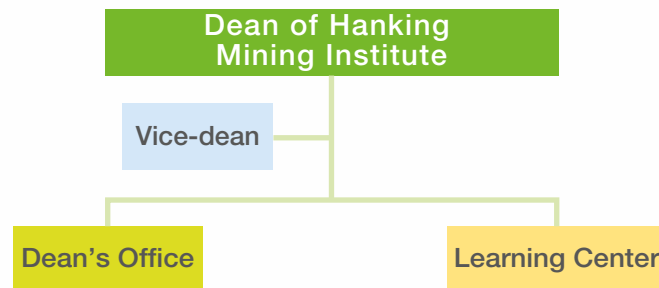 Dean of Hanking
Mining Institute
Vice-dean
Dean’s Office
Learning Center